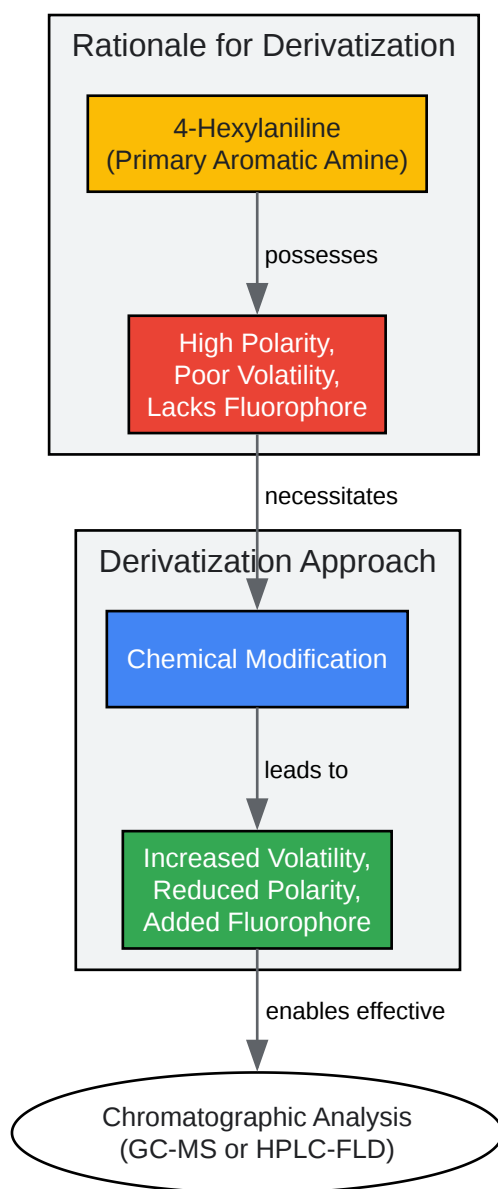 Rationale for Derivatization
4-Hexylaniline
(Primary Aromatic Amine)
possesses
High Polarity,
Poor Volatility,
Lacks Fluorophore
necessitates
Derivatization Approach
Chemical Modification
leads to
Increased Volatility,
Reduced Polarity,
Added Fluorophore
enables effective
Chromatographic Analysis
(GC-MS or HPLC-FLD)